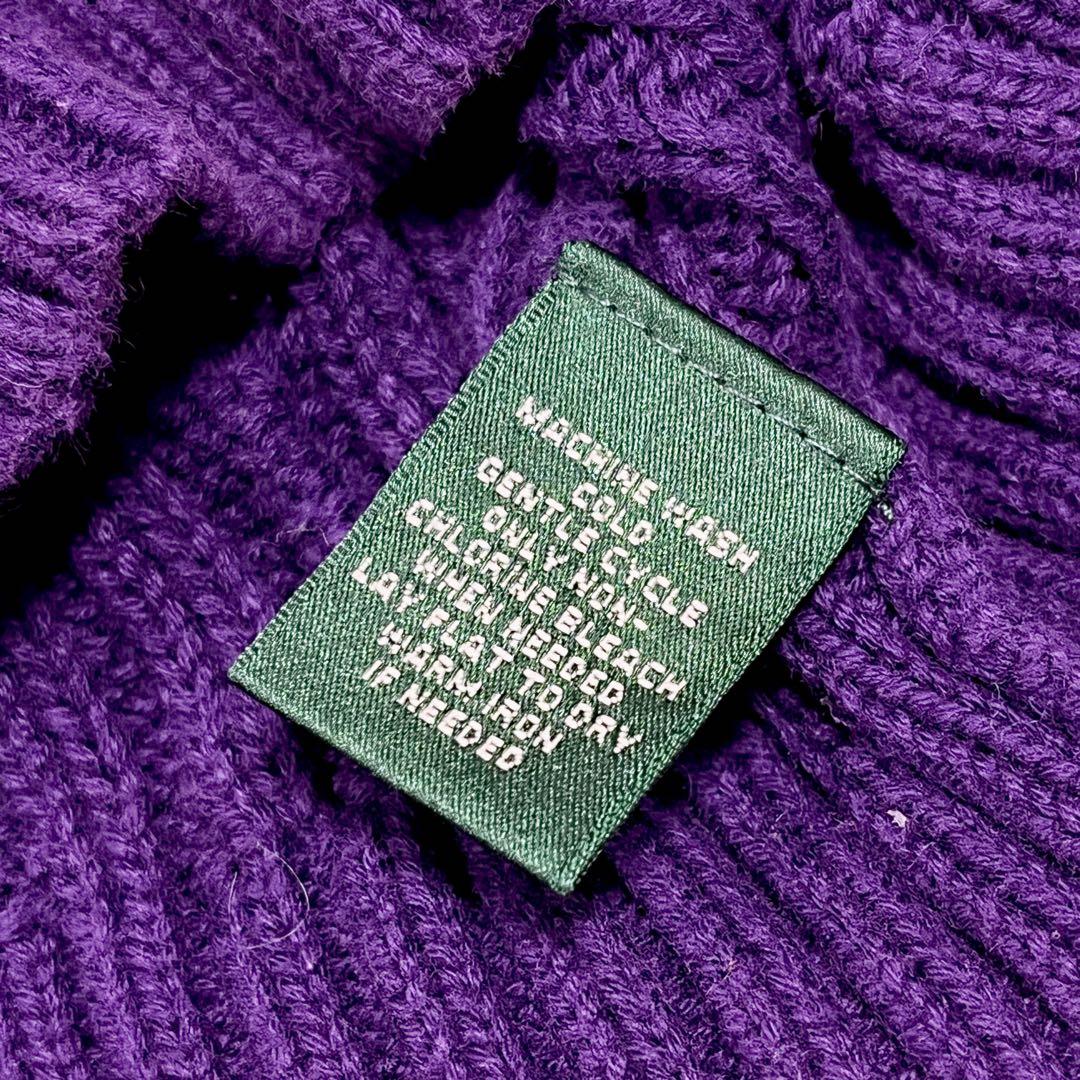 MACHINE WASH
COLD
GENTLE CYCLE
ONLY NON-
CHLORINE BLEACH
WHEN NEEDED
LAY FLAT TO DRY
WARM IRON
IF NEEDED